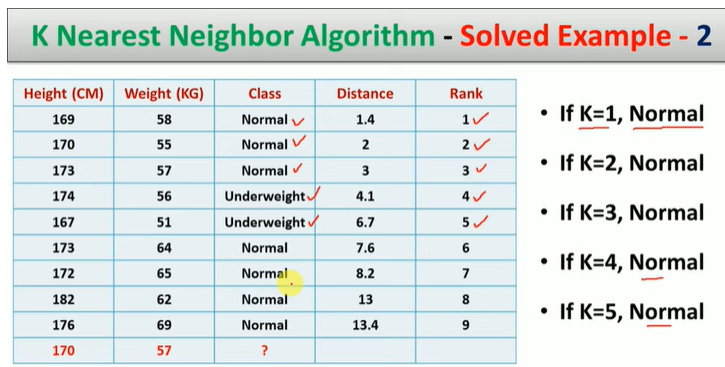 K Nearest Neighbor Algorithm - Solved Example - 2
Height (CM) Weight (KG) Class Distance Rank
169 58 Normal 1.4 1
170 55 Normal 2 2
173 57 Normal 3 3
174 56 Underweight 4.1 4
167 51 Underweight 6.7 5
173 64 Normal 7.6 6
172 65 Normal 8.2 7
182 62 Normal 13 8
176 69 Normal 13.4 9
170 57 ?
• If K=1, Normal
• If K=2, Normal
• If K=3, Normal
• If K=4, Normal
• If K=5, Normal